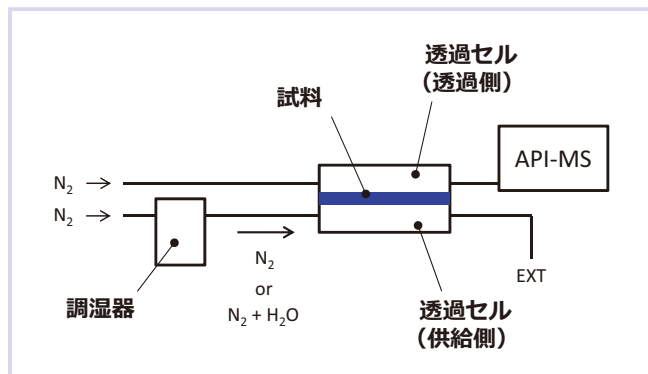 透過セル
(透過側)
試料
API-MS
N₂ →
N₂ →
N₂
or
N₂ + H₂O
調湿器
EXT
透過セル
(供給側)